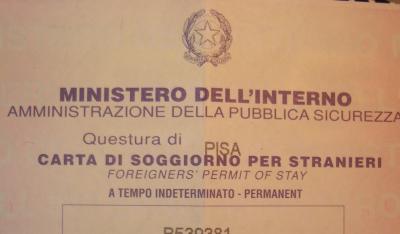 MINISTERO DELL'INTERNO
AMMINISTRAZIONE DELLA PUBBLICA SICUREZZA
Questura di PISA
CARTA DI SOGGIORNO PER STRANIERI
FOREIGNERS' PERMIT OF STAY
A TEMPO INDETERMINATO - PERMANENT